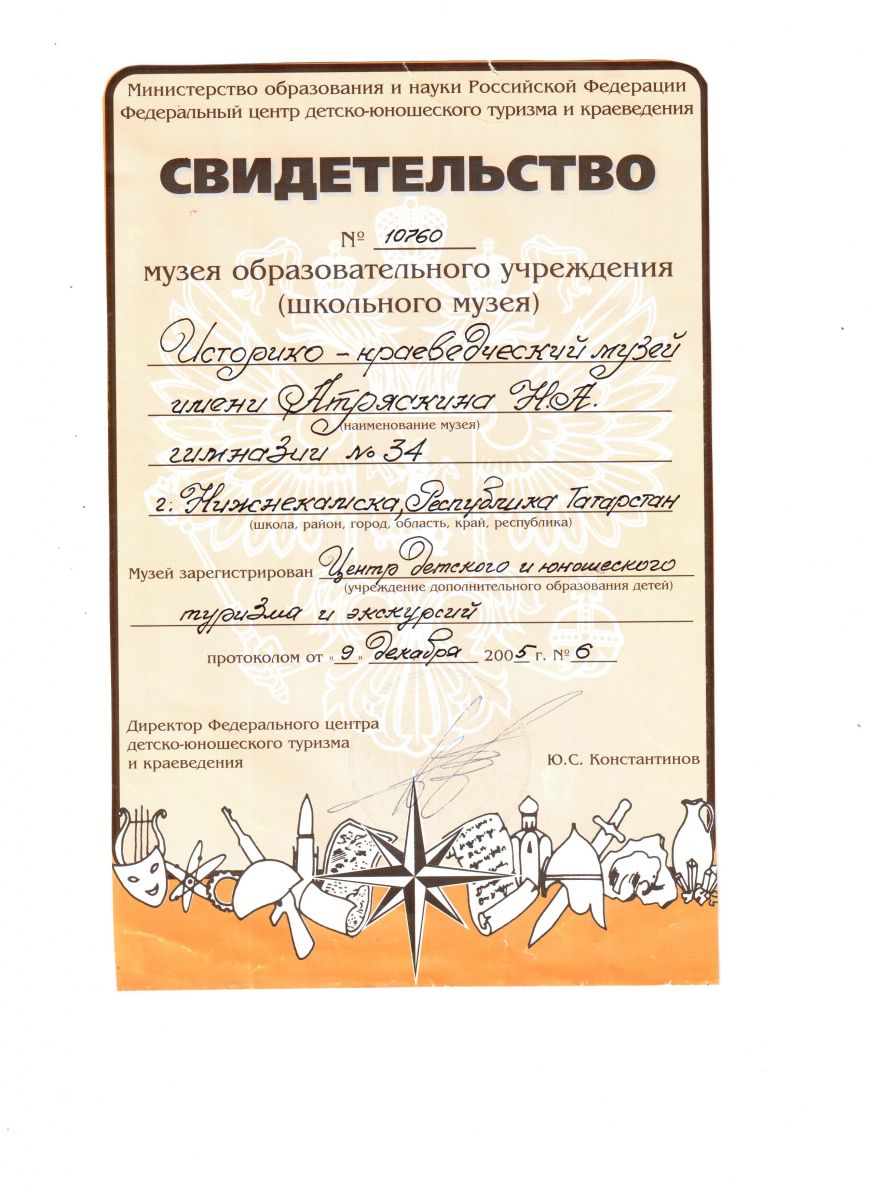 Министерство образования и науки Российской Федерации
Федеральный центр детско-юношеского туризма и краеведения
СВИДЕТЕЛЬСТВО
№ 10760
музея образовательного учреждения
(школьного музея)
Историко - краеведческий музей
имени Атряскина Н.А.
(наименование музея)
гимназии № 34
г. Нижнекамска, Республика Татарстан
(школа, район, город, область, край, республика)
Музей зарегистрирован Центр детского и юношеского
(учреждение дополнительного образования детей)
туризма и экскурсий
протоколом от «9» декабря 2005 г. № 6
Директор Федерального центра
детско-юношеского туризма
и краеведения
Ю.С. Константинов